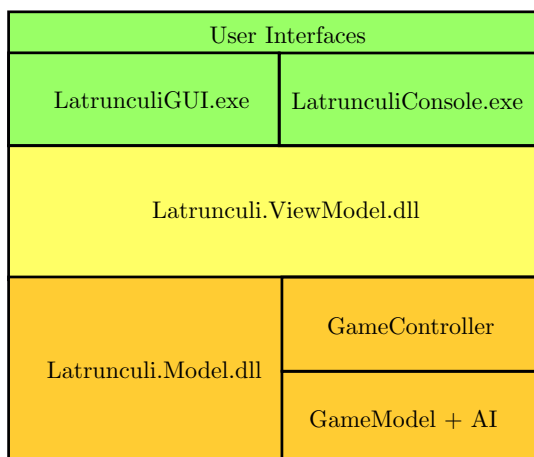 User Interfaces
LatrunculiGUI.exe
LatrunculiConsole.exe
Latrunculi.ViewModel.dll
Latrunculi.Model.dll
GameController
GameModel + AI